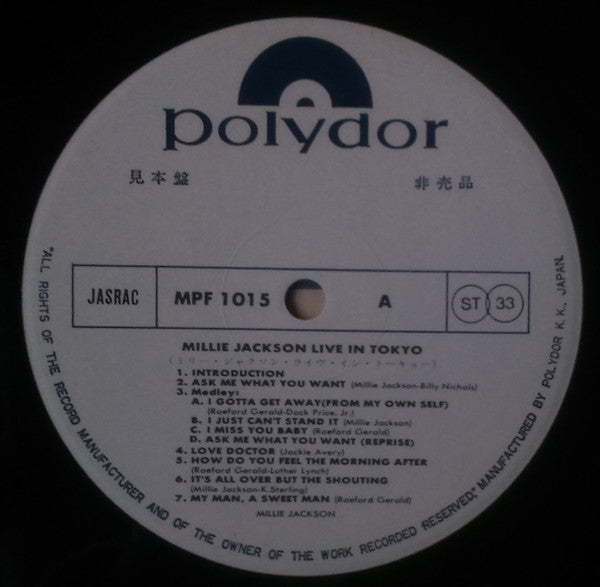 polydor
見本盤
非売品
JASRAC
MPF 1015
A
ST 33
MILLIE JACKSON LIVE IN TOKYO
(ミリー・ジャクソン・ライヴ・イン・トーキョー)
1. INTRODUCTION
2. ASK ME WHAT YOU WANT (Millie Jackson-Billy Nichols)
3. Medley:
A. I GOTTA GET AWAY(FROM MY OWN SELF)
(Raeford Gerald-Dock Price, Jr.)
B. I JUST CAN'T STAND IT (Millie Jackson)
C. I MISS YOU BABY (Raeford Gerald)
D. ASK ME WHAT YOU WANT (REPRISE)
4. LOVE DOCTOR (Jackie Avery)
5. HOW DO YOU FEEL THE MORNING AFTER
(Raeford Gerald-Luther Lynch)
6. IT'S ALL OVER BUT THE SHOUTING
(Millie Jackson-K.Sterling)
7. MY MAN, A SWEET MAN (Raeford Gerald)
MILLIE JACKSON
"ALL RIGHTS OF THE RECORD MANUFACTURER AND OF THE OWNER OF THE WORK RECORDED RESERVED." MANUFACTURED BY POLYDOR K.K., JAPAN.